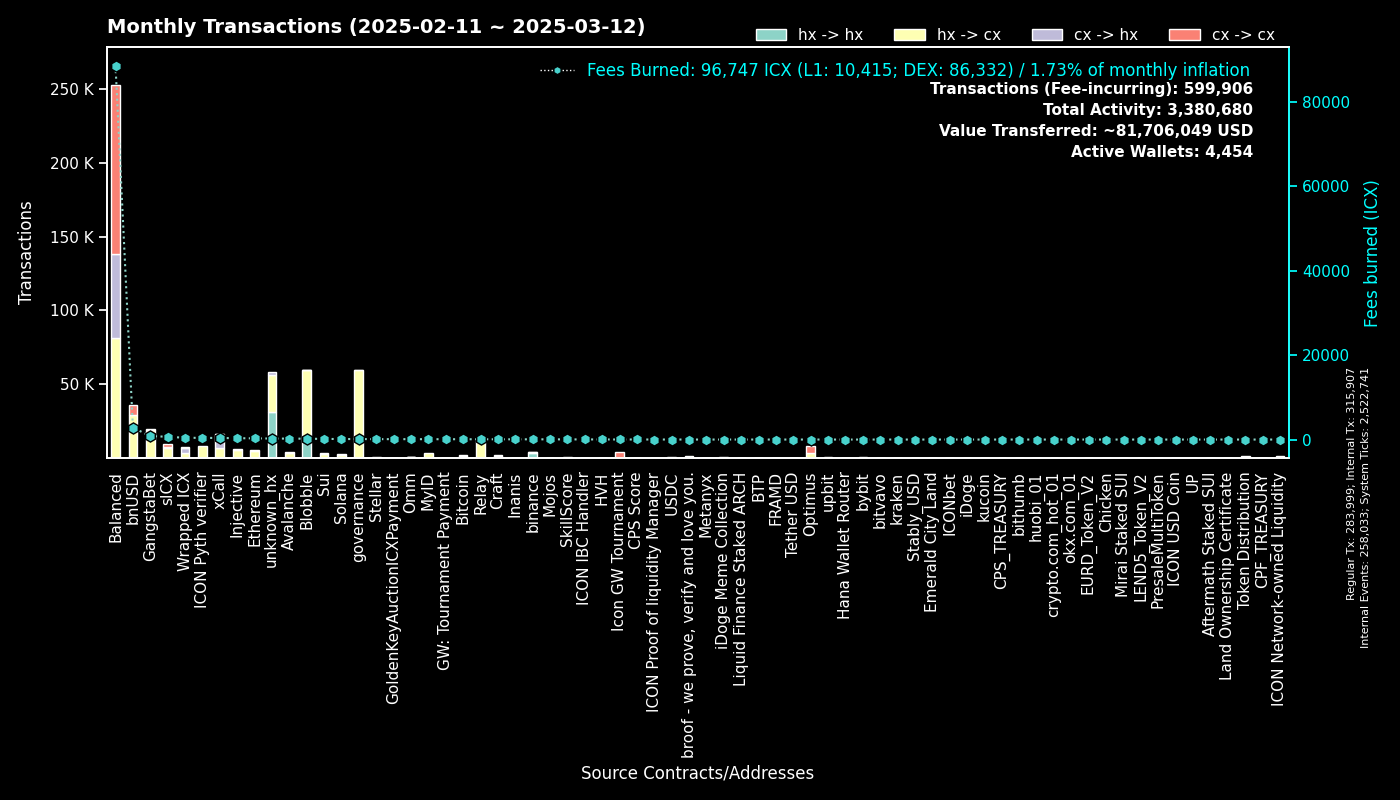 Monthly Transactions (2025-02-11 ~ 2025-03-12)
hx -> hx
hx -> cx
cx -> hx
cx -> cx
Fees Burned: 96,747 ICX (L1: 10,415; DEX: 86,332) / 1.73% of monthly inflation
Transactions (Fee-incurring): 599,906
Total Activity: 3,380,680
Value Transferred: ~81,706,049 USD
Active Wallets: 4,454
Transactions
250 K
200 K
150 K
100 K
50 K
80000
60000
40000
20000
0
Fees burned (ICX)
Regular Tx: 283,999; Internal Tx: 315,907
Internal Events: 258,033; System Ticks: 2,522,741
Balanced
bnUSD
GangstaBet
sICX
Wrapped ICX
ICON Pyth verifier
xCall
Injective
Ethereum
unknown_hx
Avalanche
Blobble
Sui
Solana
governance
Stellar
GoldenKeyAuctionICXPayment
Omm
MyID
GW: Tournament Payment
Bitcoin
Relay
Craft
Inanis
binance
Mojos
SkillScore
ICON IBC Handler
HVH
Icon GW Tournament
CPS Score
ICON Proof of liquidity Manager
USDC
broof - we prove, verify and love you.
Metanyx
iDoge Meme Collection
Liquid Finance Staked ARCH
BTP
FRAMD
Tether USD
Optimus
upbit
Hana Wallet Router
bybit
bitvavo
kraken
Stably_USD
Emerald City Land
ICONbet
iDoge
kucoin
CPS_TREASURY
bithumb
huobi_01
crypto.com_hot_01
okx.com_01
EURD_Token_V2
Chicken
Mirai Staked SUI
LENDS_Token_V2
PresaleMultiToken
ICON USD Coin
UP
Aftermath Staked SUI
Land Ownership Certificate
Token Distribution
CPF_TREASURY
ICON Network-owned Liquidity
Source Contracts/Addresses